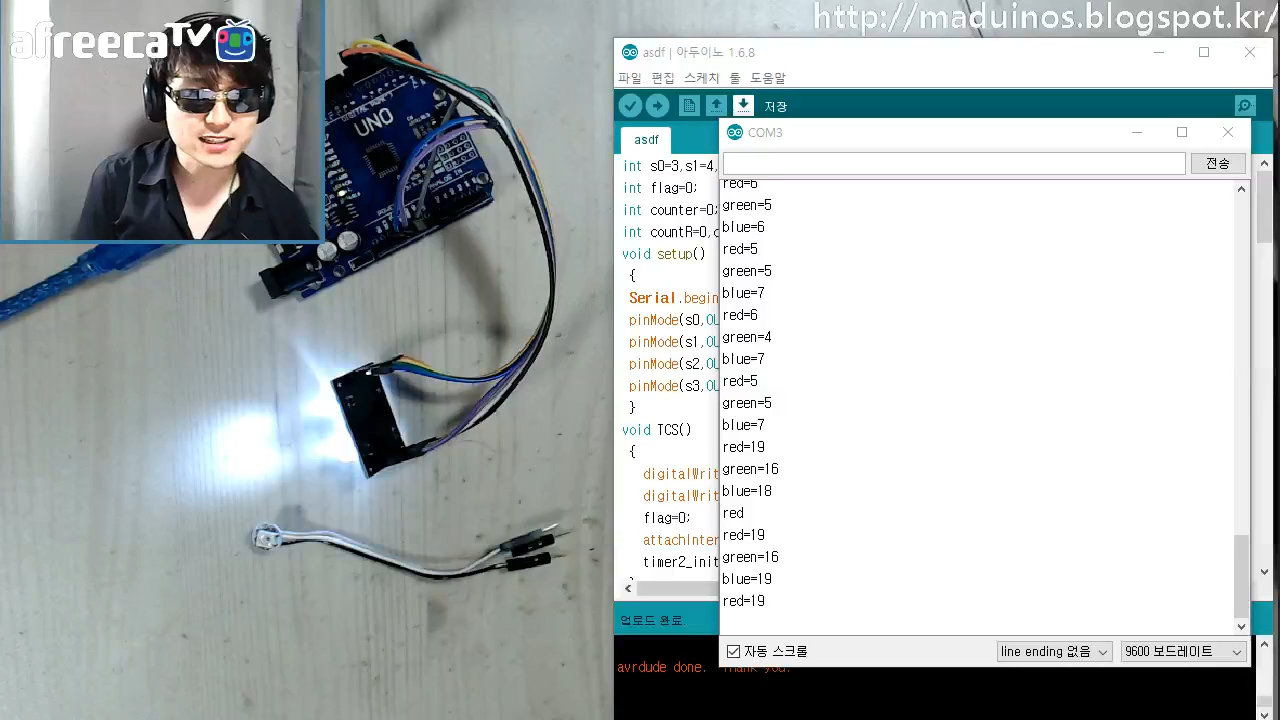 http://maduinos.blogspot.kr/
afreecaTV
UNO
asdf | 아두이노 1.6.8
파일 편집 스케치 툴 도움말
저장
asdf
int s0=3,s1=4,
int flag=0;
int counter=0;
int countR=0,
void setup()
{
Serial.begin
pinMode(s0,OU
pinMode(s1,OU
pinMode(s2,OU
pinMode(s3,OU
}
void TCS()
{
digitalWrit
digitalWrit
flag=0;
attachInter
timer2_init
COM3
전송
red=6
green=5
blue=6
red=5
green=5
blue=7
red=6
green=4
blue=7
red=5
green=5
blue=7
red=19
green=16
blue=18
red
red=19
green=16
blue=19
red=19
자동 스크롤
line ending 없음
9600 보드레이트
업로드 완료.
avrdude done. Thank you.